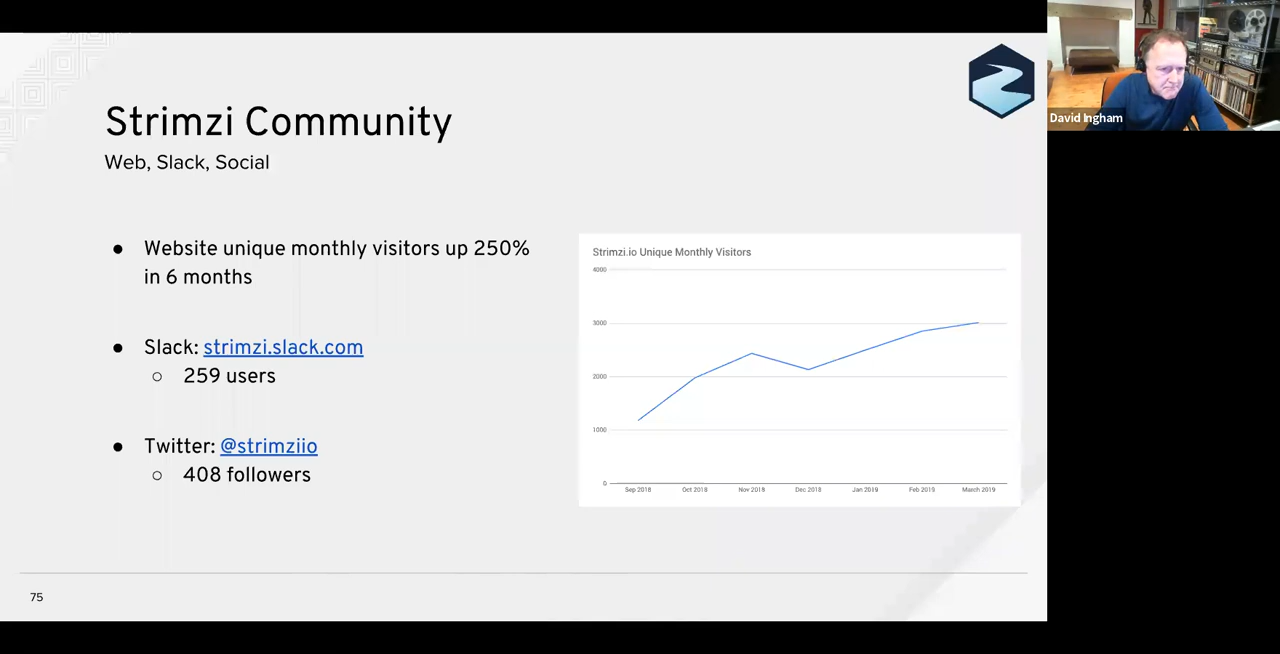 Strimzi Community
Web, Slack, Social
● Website unique monthly visitors up 250%
in 6 months
● Slack: strimzi.slack.com
○ 259 users
● Twitter: @strimziio
○ 408 followers
Strimzi.io Unique Monthly Visitors
4000
3000
2000
1000
0
Sep 2018 Oct 2018 Nov 2018 Dec 2018 Jan 2019 Feb 2019 March 2019
75
David Ingham